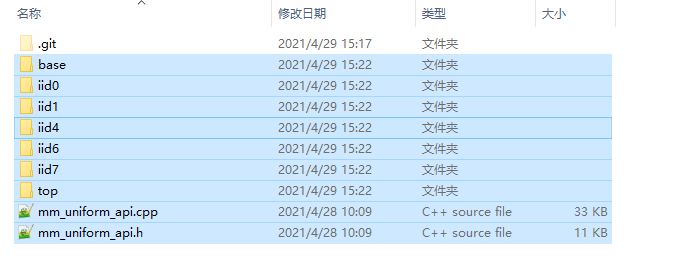 名称 修改日期 类型 大小
.git 2021/4/29 15:17 文件夹
base 2021/4/29 15:22 文件夹
iid0 2021/4/29 15:22 文件夹
iid1 2021/4/29 15:22 文件夹
iid4 2021/4/29 15:22 文件夹
iid6 2021/4/29 15:22 文件夹
iid7 2021/4/29 15:22 文件夹
top 2021/4/29 15:22 文件夹
mm_uniform_api.cpp 2021/4/28 10:09 C++ source file 33 KB
mm_uniform_api.h 2021/4/28 10:09 C++ source file 11 KB